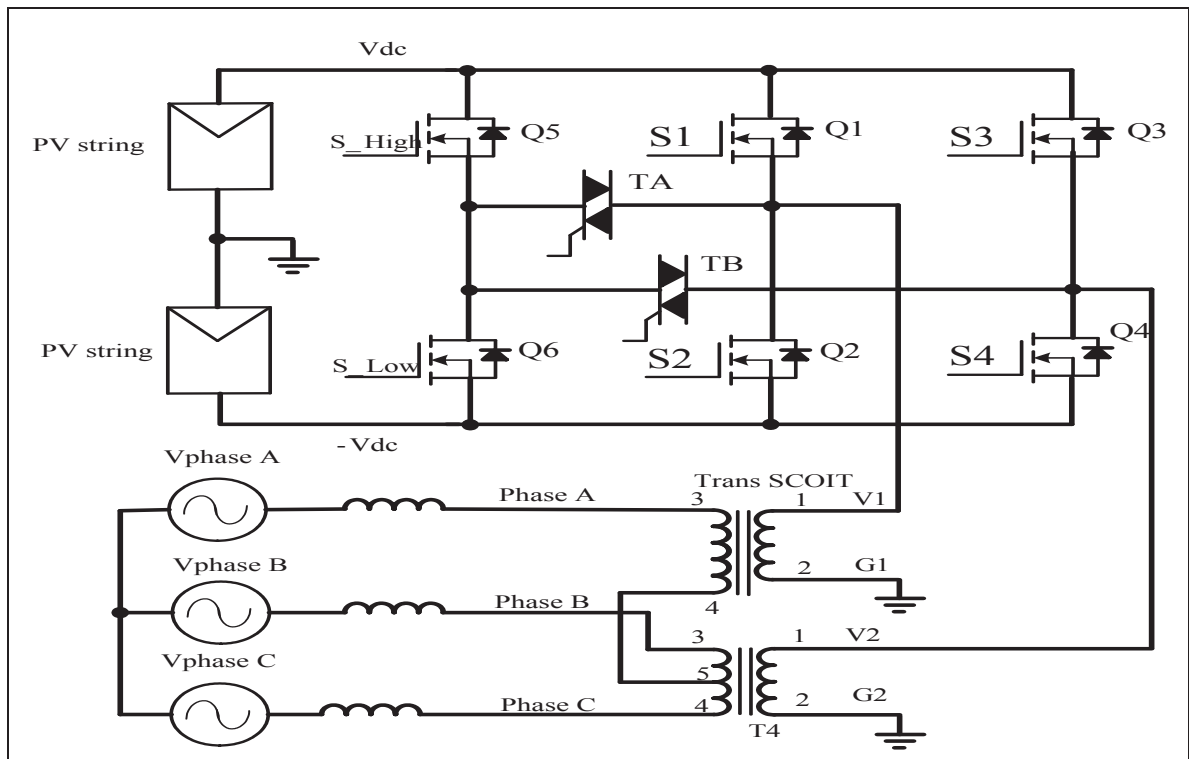 Vdc
PV string
S_High
Q5
S1
Q1
S3
Q3
TA
TB
PV string
S_Low
Q6
S2
Q2
S4
Q4
-Vdc
Vphase A
Phase A
Trans SCOIT
3
1
V1
2
G1
4
Vphase B
Phase B
3
1
V2
5
Vphase C
Phase C
4
2
G2
T4